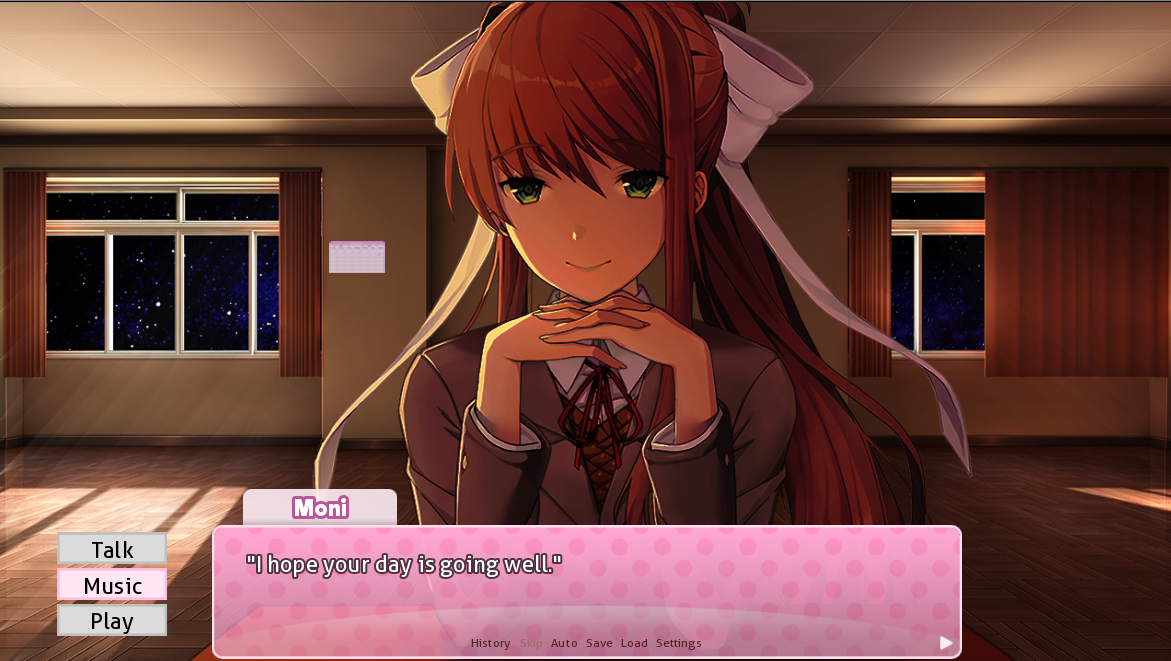 Moni
"I hope your day is going well."
Talk
Music
Play
History Skip Auto Save Load Settings